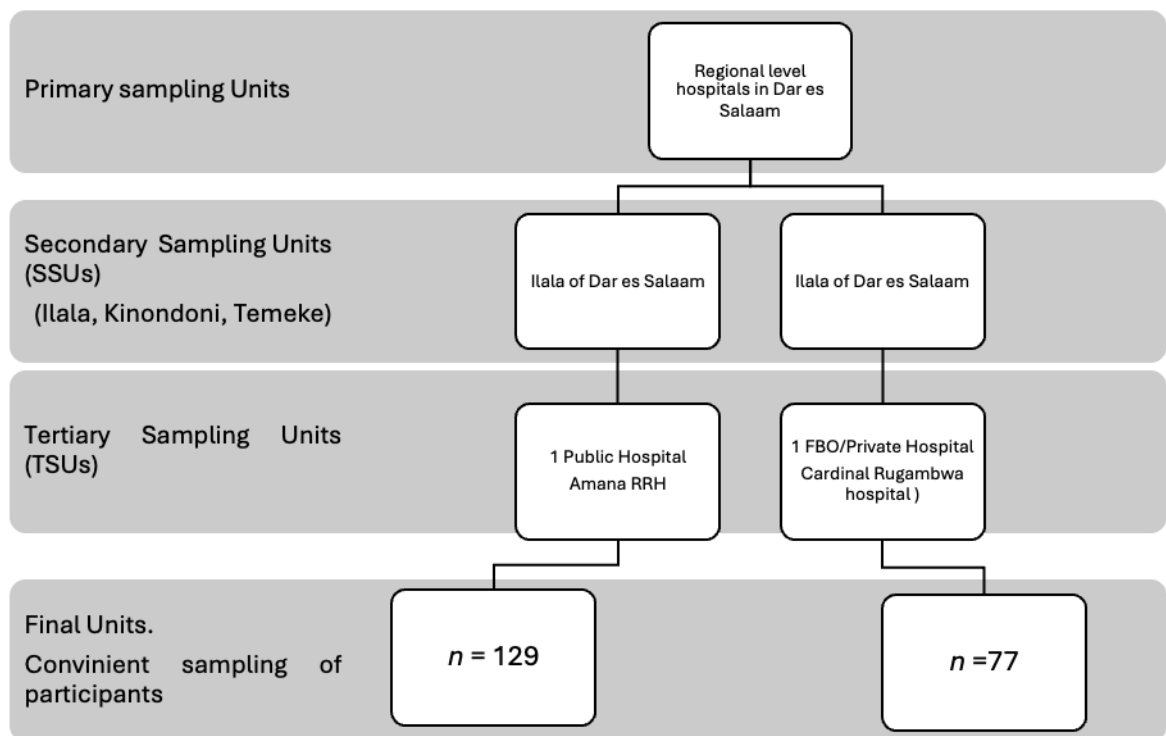 Primary sampling Units
Regional level
hospitals in Dar es
Salaam
Secondary Sampling Units
(SSUs)
(Ilala, Kinondoni, Temeke)
Ilala of Dar es Salaam
Ilala of Dar es Salaam
Tertiary Sampling Units
(TSUs)
1 Public Hospital
Amana RRH
1 FBO/Private Hospital
Cardinal Rugambwa
hospital )
Final Units.
Convinient sampling of
participants
n = 129
n =77